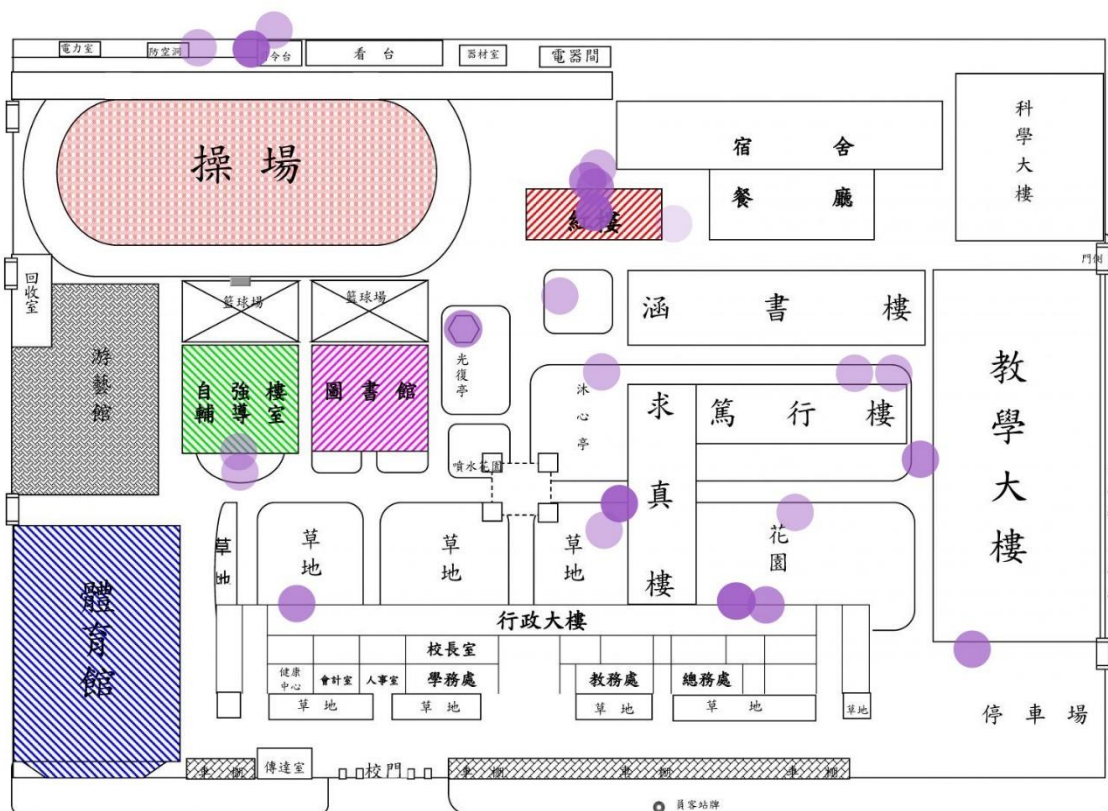 電力室
防空洞
令台
看台
器材室
電器間
科學大樓
操場
宿舍
餐廳
樓
門側
回收室
籃球場
籃球場
涵書樓
游藝館
自強樓
輔導室
圖書館
光復亭
沐心亭
求真樓
篤行樓
教學大樓
噴水花園
草地
草地
草地
草地
花園
體育館
行政大樓
校長室
健康
中心
會計室
人事室
學務處
教務處
總務處
草地
草地
草地
草地
草地
停車場
車棚
傳達室
校門
車棚
車棚
車棚
員客站牌